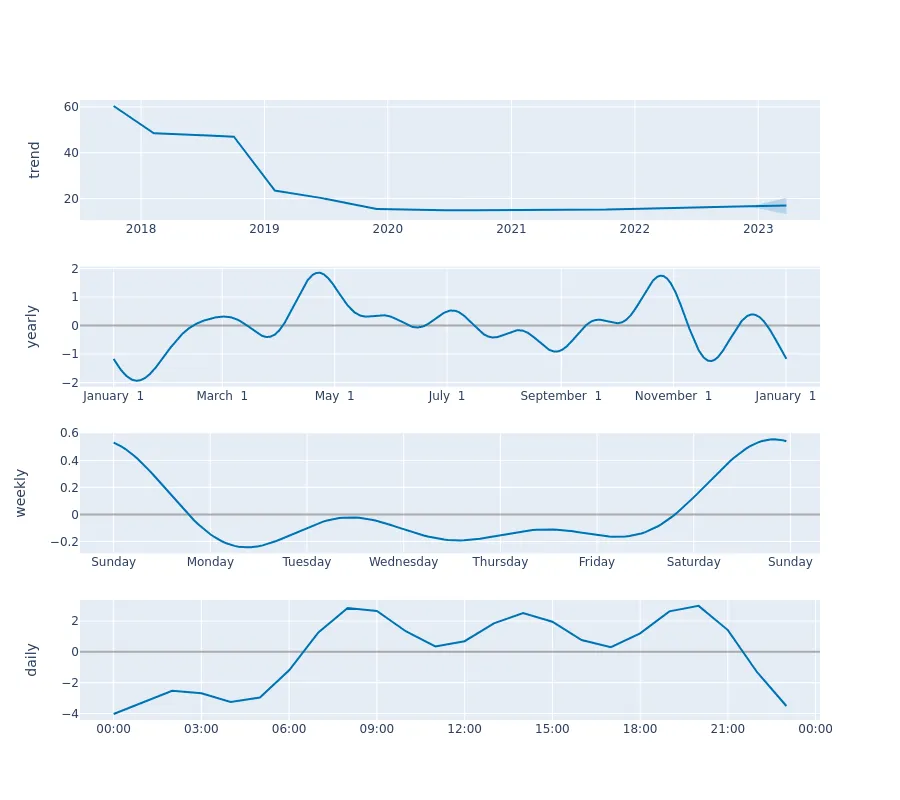 60
40
20
trend
2018 2019 2020 2021 2022 2023
2
1
0
−1
−2
yearly
January 1 March 1 May 1 July 1 September 1 November 1 January 1
0.6
0.4
0.2
0
−0.2
weekly
Sunday Monday Tuesday Wednesday Thursday Friday Saturday Sunday
2
0
−2
−4
daily
00:00 03:00 06:00 09:00 12:00 15:00 18:00 21:00 00:00